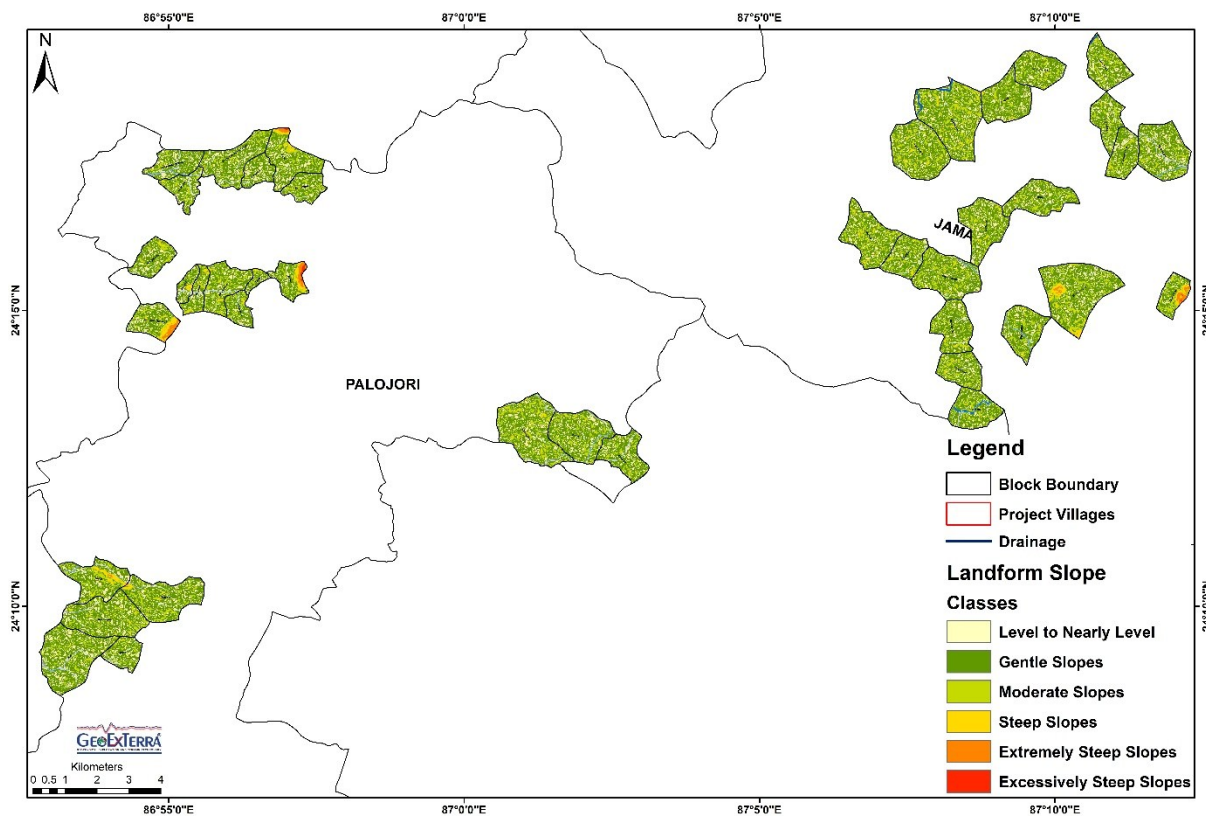 86°55'0"E 87°0'0"E 87°5'0"E 87°10'0"E
N
JAMA
24°15'0"N 24°15'0"N
PALOJORI
Legend
Block Boundary
Project Villages
Drainage
Landform Slope
Classes
24°10'0"N
Level to Nearly Level
Gentle Slopes
Moderate Slopes
Steep Slopes
Extremely Steep Slopes
Excessively Steep Slopes
GEOEXTERRA
Kilometers
0 0.5 1 2 3 4
86°55'0"E 87°0'0"E 87°5'0"E 87°10'0"E